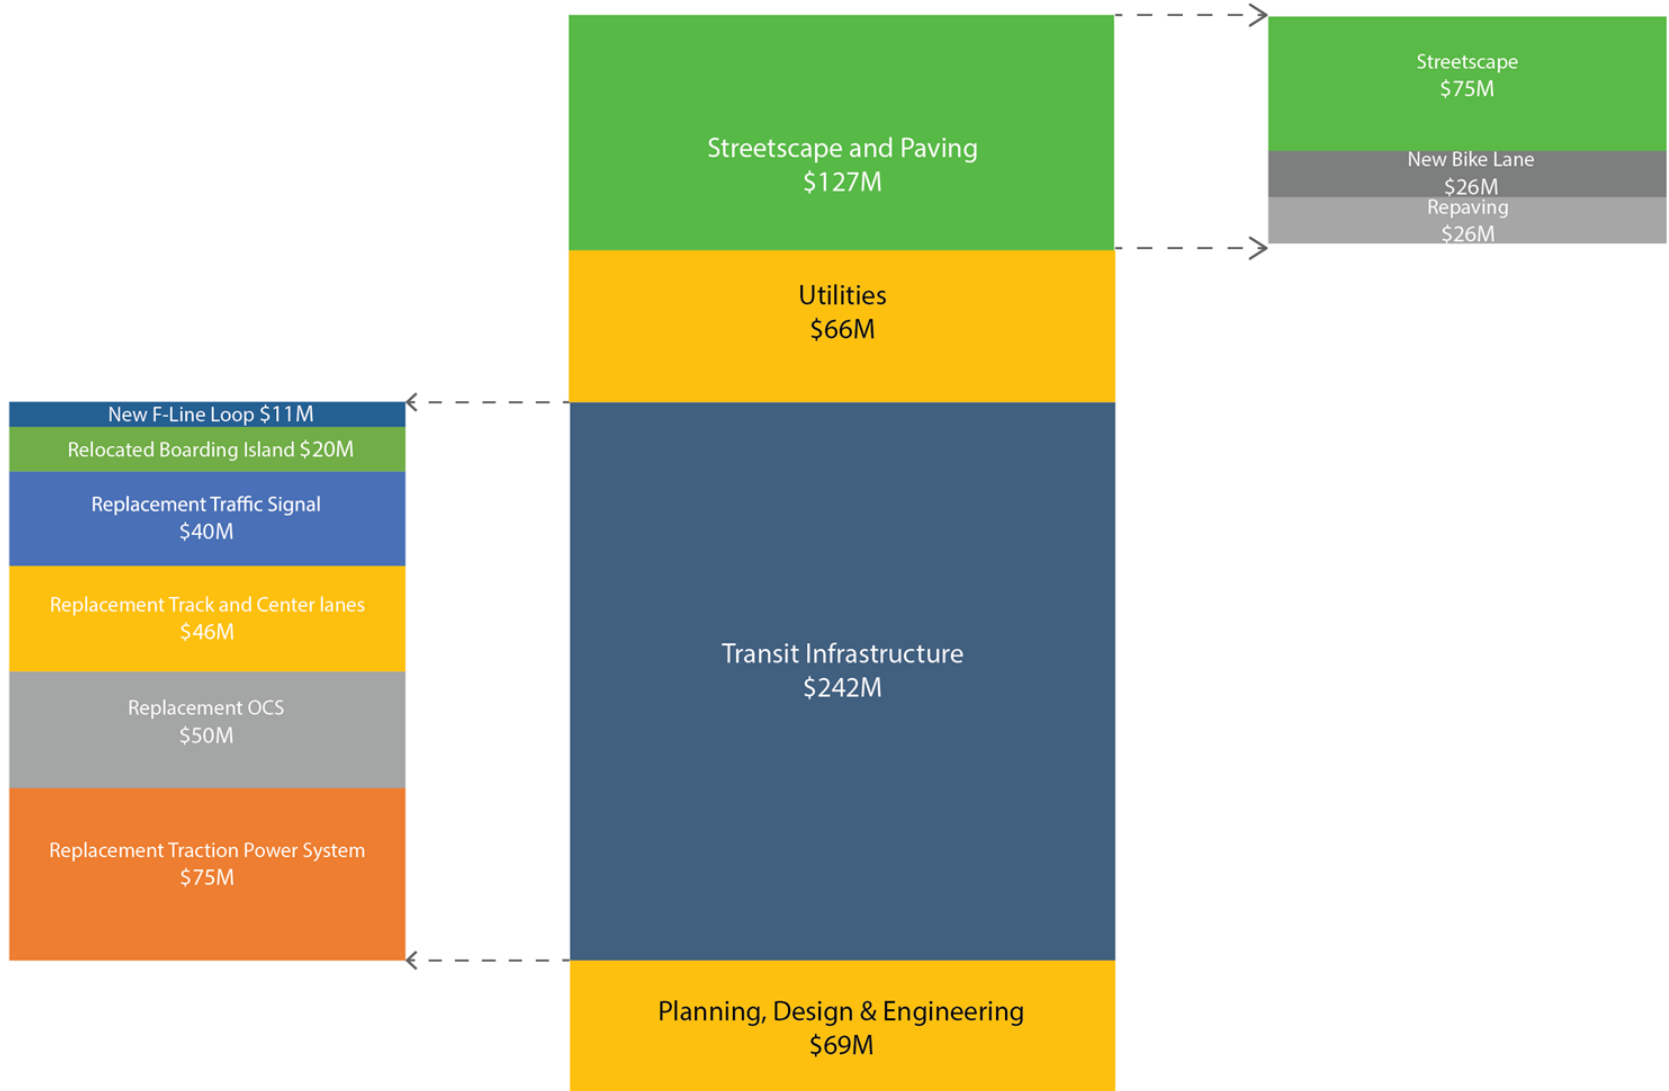 Streetscape and Paving
$127M
Utilities
$66M
Transit Infrastructure
$242M
Planning, Design & Engineering
$69M
Streetscape
$75M
New Bike Lane
$26M
Repaving
$26M
New F-Line Loop $11M
Relocated Boarding Island $20M
Replacement Traffic Signal
$40M
Replacement Track and Center lanes
$46M
Replacement OCS
$50M
Replacement Traction Power System
$75M